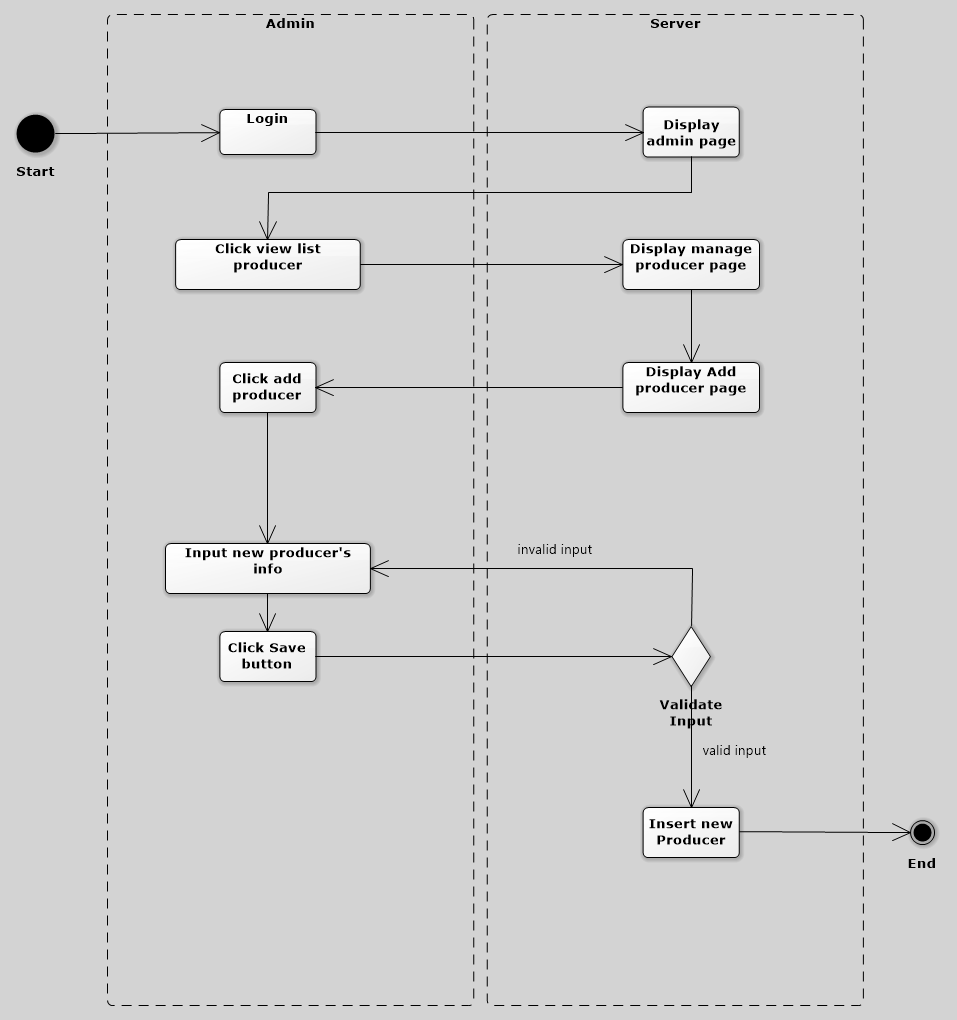 Admin
Server
Login
Display
admin page
Start
Click view list
producer
Display manage
producer page
Click add
producer
Display Add
producer page
Input new producer's
info
invalid input
Click Save
button
Validate
Input
valid input
Insert new
Producer
End